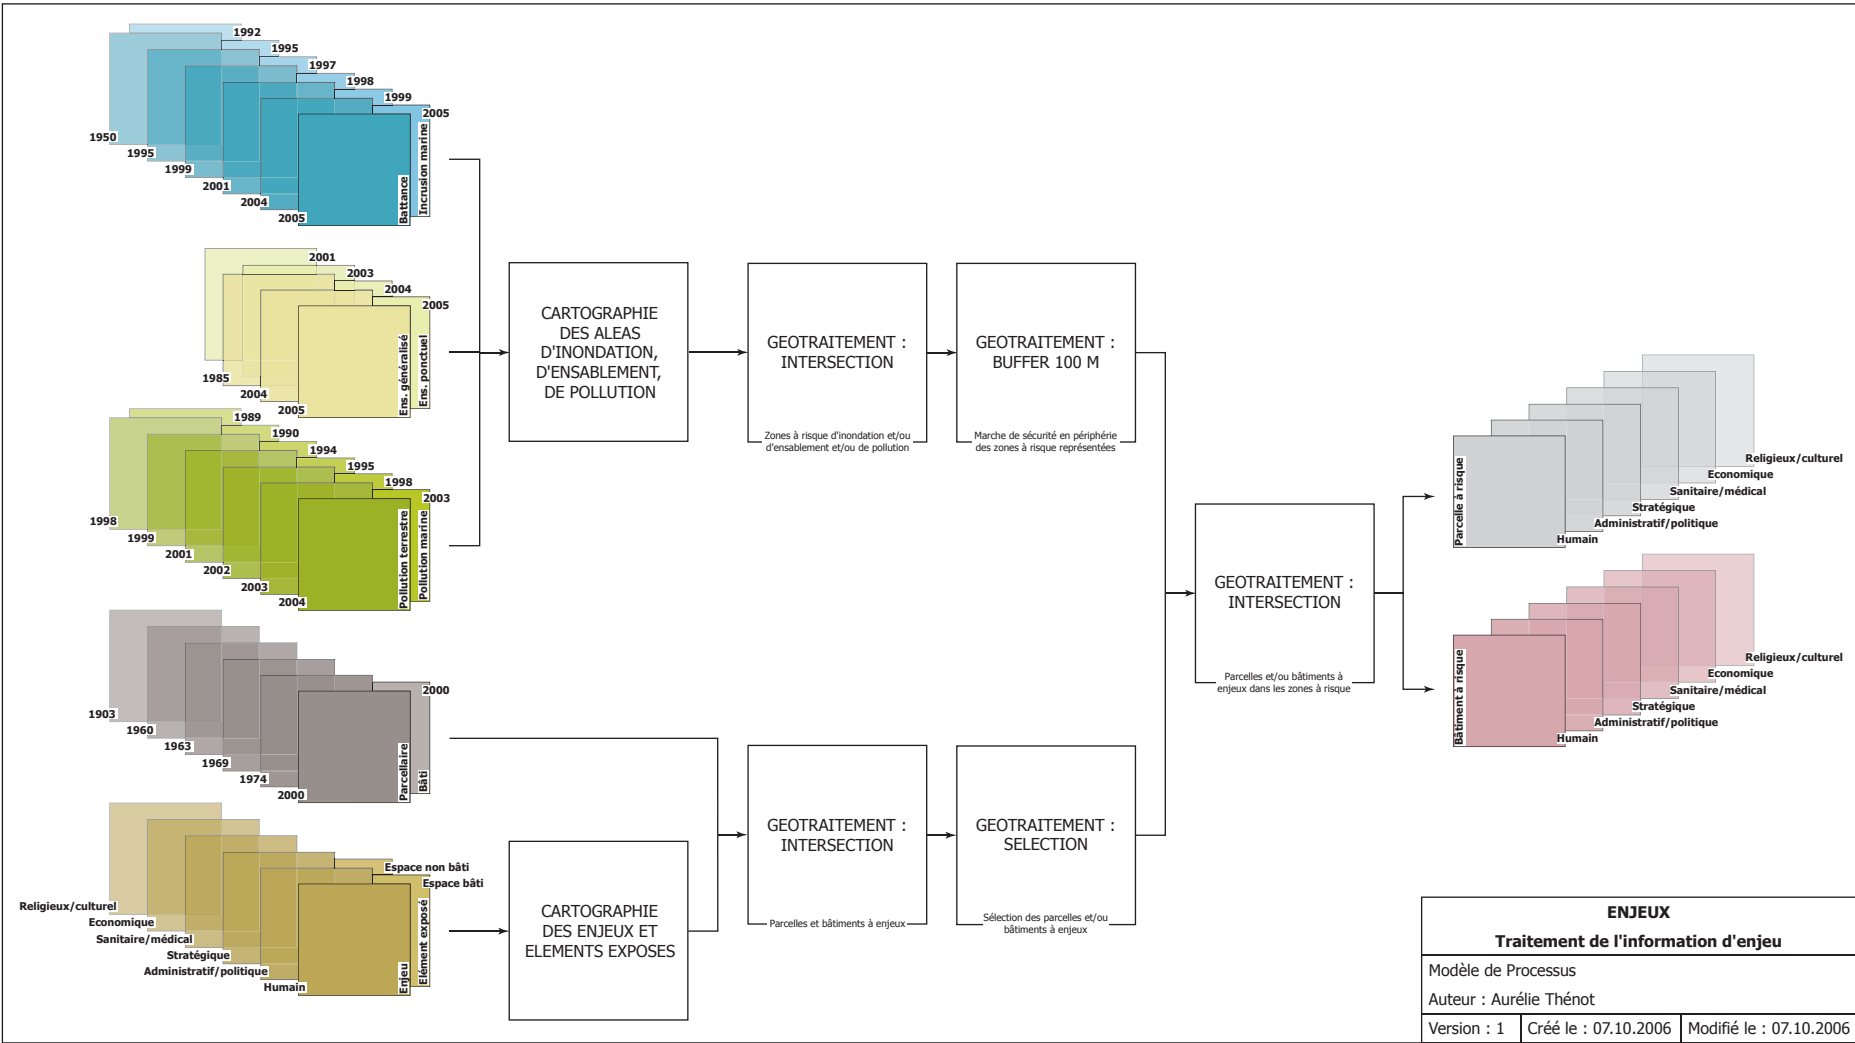 1992
1995
1997
1998
1999
2005
1950
1995
1999
2001
2004
2005
Battance
Incrusion marine
2001
2003
2004
2005
1985
2004
2005
Ens. généralisé
Ens. ponctuel
1989
1990
1994
1995
1998
2003
1998
1999
2001
2002
2003
2004
Pollution terrestre
Pollution marine
2000
1903
1960
1963
1969
1974
2000
Parcellaire
Bâti
Espace non bâti
Espace bâti
Religieux/culturel
Economique
Sanitaire/médical
Stratégique
Administratif/politique
Humain
Enjeu
Elément exposé
CARTOGRAPHIE
DES ALEAS
D'INONDATION,
D'ENSABLEMENT,
DE POLLUTION
GEOTRAITEMENT :
INTERSECTION
Zones à risque d'inondation et/ou
d'ensablement et/ou de pollution
GEOTRAITEMENT :
BUFFER 100 M
Marche de sécurité en périphérie
des zones à risque représentées
CARTOGRAPHIE
DES ENJEUX ET
ELEMENTS EXPOSES
GEOTRAITEMENT :
INTERSECTION
Parcelles et bâtiments à enjeux
GEOTRAITEMENT :
SELECTION
Sélection des parcelles et/ou
bâtiments à enjeux
GEOTRAITEMENT :
INTERSECTION
Parcelles et/ou bâtiments à
enjeux dans les zones à risque
Parcelle à risque
Religieux/culturel
Economique
Sanitaire/médical
Stratégique
Administratif/politique
Humain
Bâtiment à risque
Religieux/culturel
Economique
Sanitaire/médical
Stratégique
Administratif/politique
Humain
ENJEUX
Traitement de l'information d'enjeu
Modèle de Processus
Auteur : Aurélie Thénot
Version : 1 Créé le : 07.10.2006 Modifié le : 07.10.2006